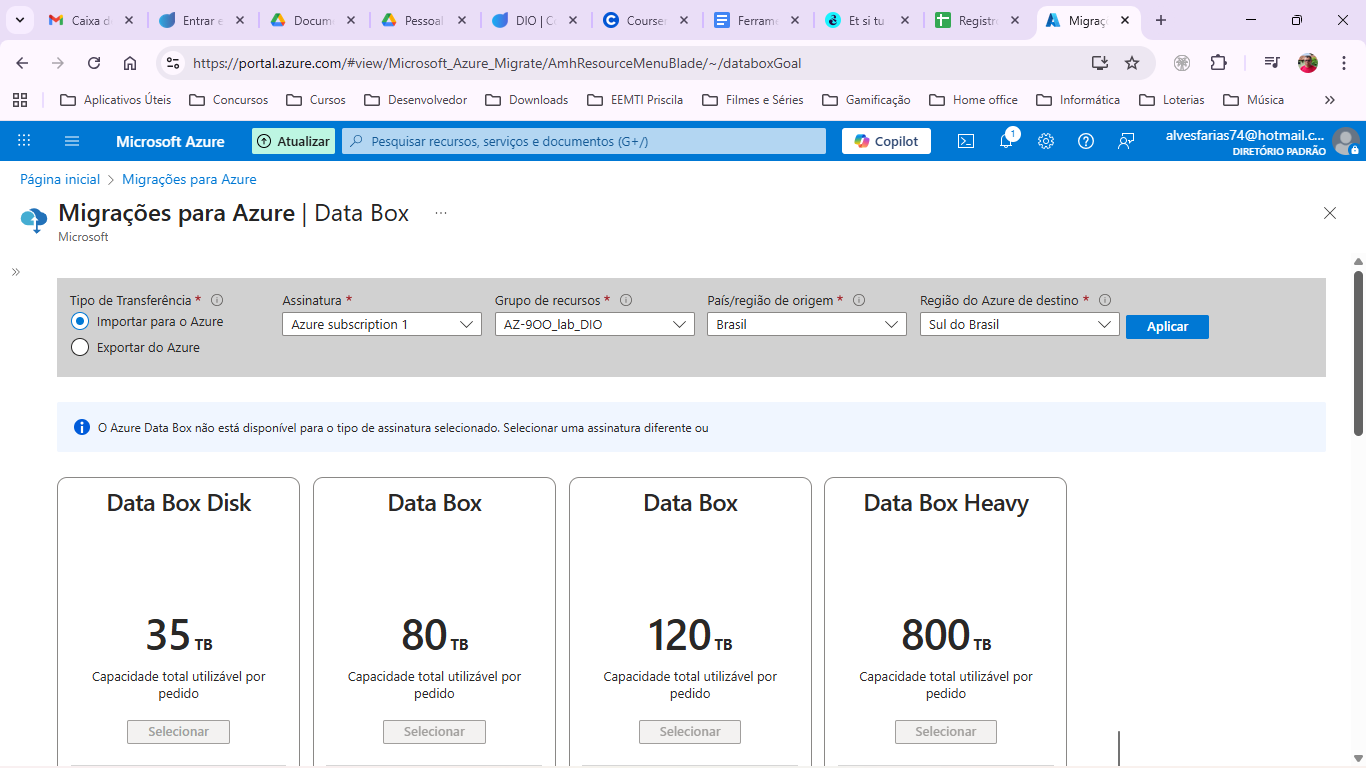 Caixa d
Entrar e
Docum
Pessoal
DIO | C
Courser
Ferram
Et si tu
Registr
Migraç
https://portal.azure.com/#view/Microsoft_Azure_Migrate/AmhResourceMenuBlade/~/databoxGoal
Aplicativos Úteis
Concursos
Cursos
Desenvolvedor
Downloads
EEMTI Priscila
Filmes e Séries
Gamificação
Home office
Informática
Loterias
Música
Microsoft Azure
Atualizar
Pesquisar recursos, serviços e documentos (G+/)
Copilot
1
alvesfarias74@hotmail.c...
DIRETÓRIO PADRÃO
Página inicial > Migrações para Azure
Migrações para Azure | Data Box ...
Microsoft
Tipo de Transferência *
Importar para o Azure
Exportar do Azure
Assinatura *
Azure subscription 1
Grupo de recursos *
AZ-9OO_lab_DIO
País/região de origem *
Brasil
Região do Azure de destino *
Sul do Brasil
Aplicar
O Azure Data Box não está disponível para o tipo de assinatura selecionado. Selecionar uma assinatura diferente ou
Data Box Disk
35 TB
Capacidade total utilizável por
pedido
Selecionar
Data Box
80 TB
Capacidade total utilizável por
pedido
Selecionar
Data Box
120 TB
Capacidade total utilizável por
pedido
Selecionar
Data Box Heavy
800 TB
Capacidade total utilizável por
pedido
Selecionar